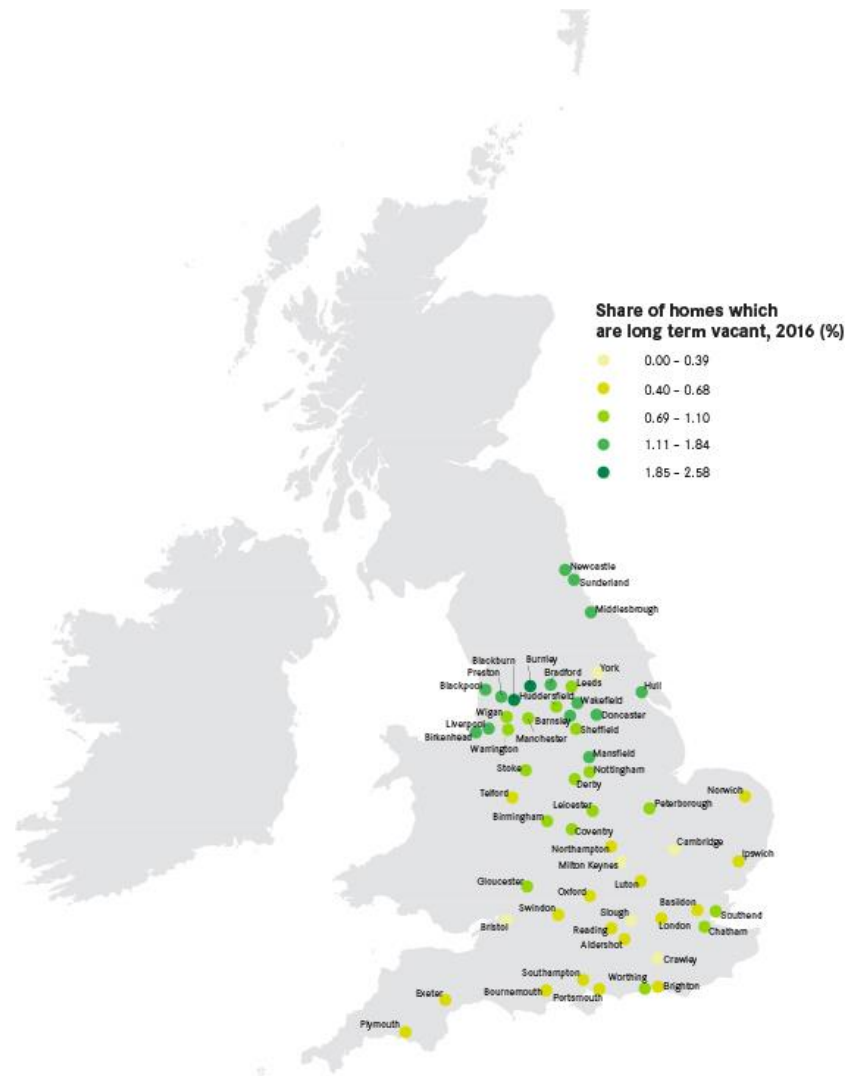 Share of homes which
are long term vacant, 2016 (%)
0.00 – 0.39
0.40 – 0.68
0.69 – 1.10
1.11 – 1.84
1.85 – 2.58
Newcastle
Sunderland
Middlesbrough
Blackburn
Burnley
Preston
Bradford
York
Blackpool
Leeds
Hull
Huddersfield
Wakefield
Wigan
Barnsley
Doncaster
Liverpool
Birkenhead
Manchester
Sheffield
Warrington
Mansfield
Stoke
Nottingham
Derby
Telford
Norwich
Leicester
Peterborough
Birmingham
Coventry
Northampton
Cambridge
Milton Keynes
Ipswich
Gloucester
Luton
Oxford
Basildon
Swindon
Slough
Southend
Bristol
Reading
London
Chatham
Aldershot
Crawley
Southampton
Worthing
Exeter
Bournemouth
Portsmouth
Brighton
Plymouth